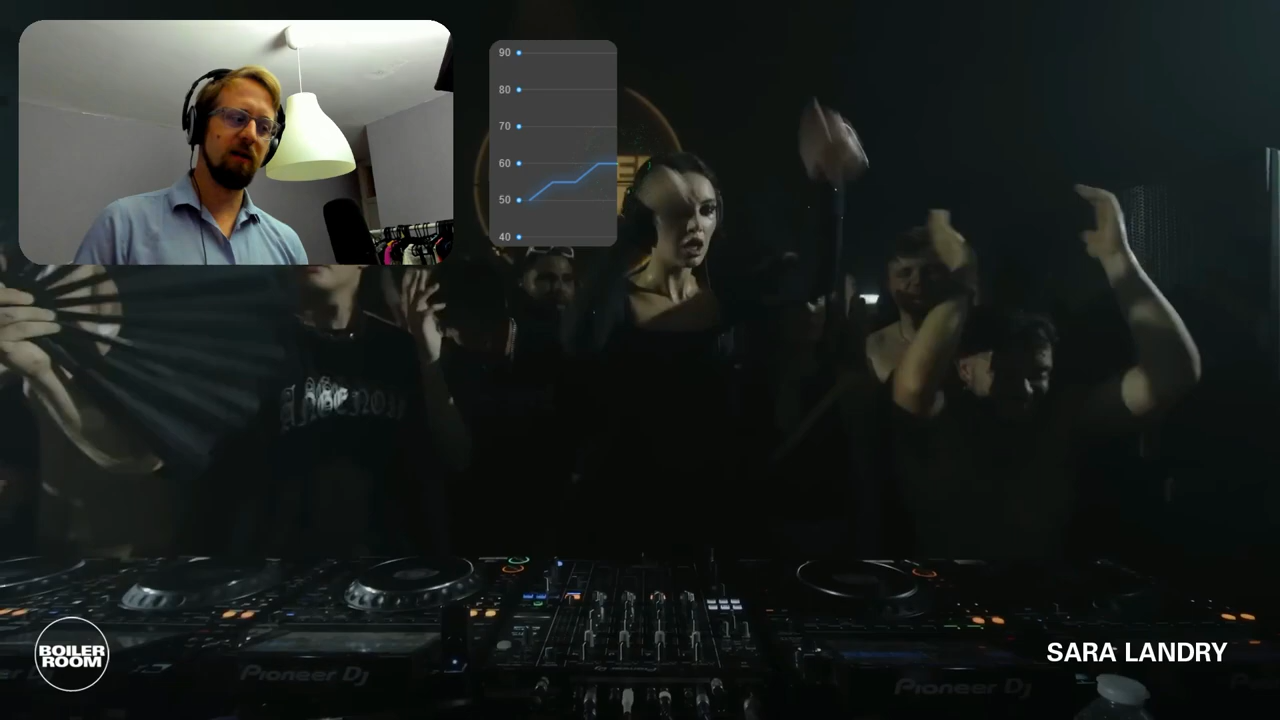 90
80
70
60
50
40
BOILER
ROOM
Pioneer Dj
Pioneer Dj
SARA LANDRY